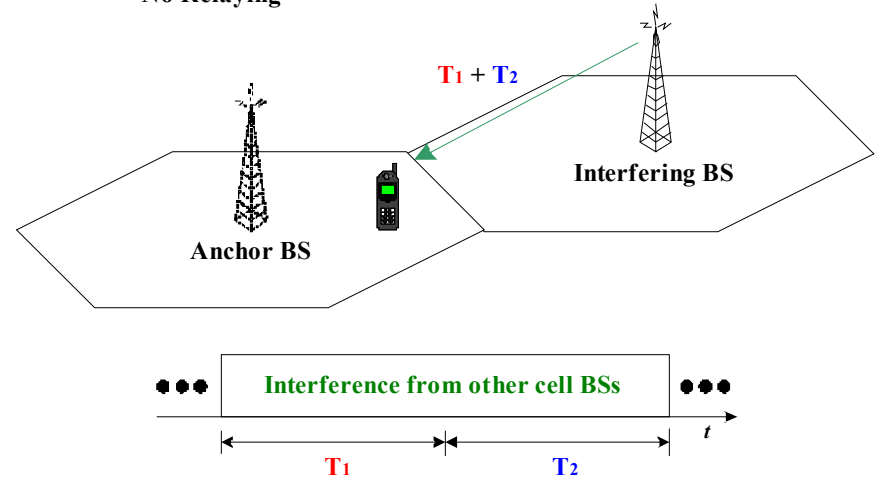 No Relaying
T1 + T2
Interfering BS
Anchor BS
Interference from other cell BSs
t
T1
T2